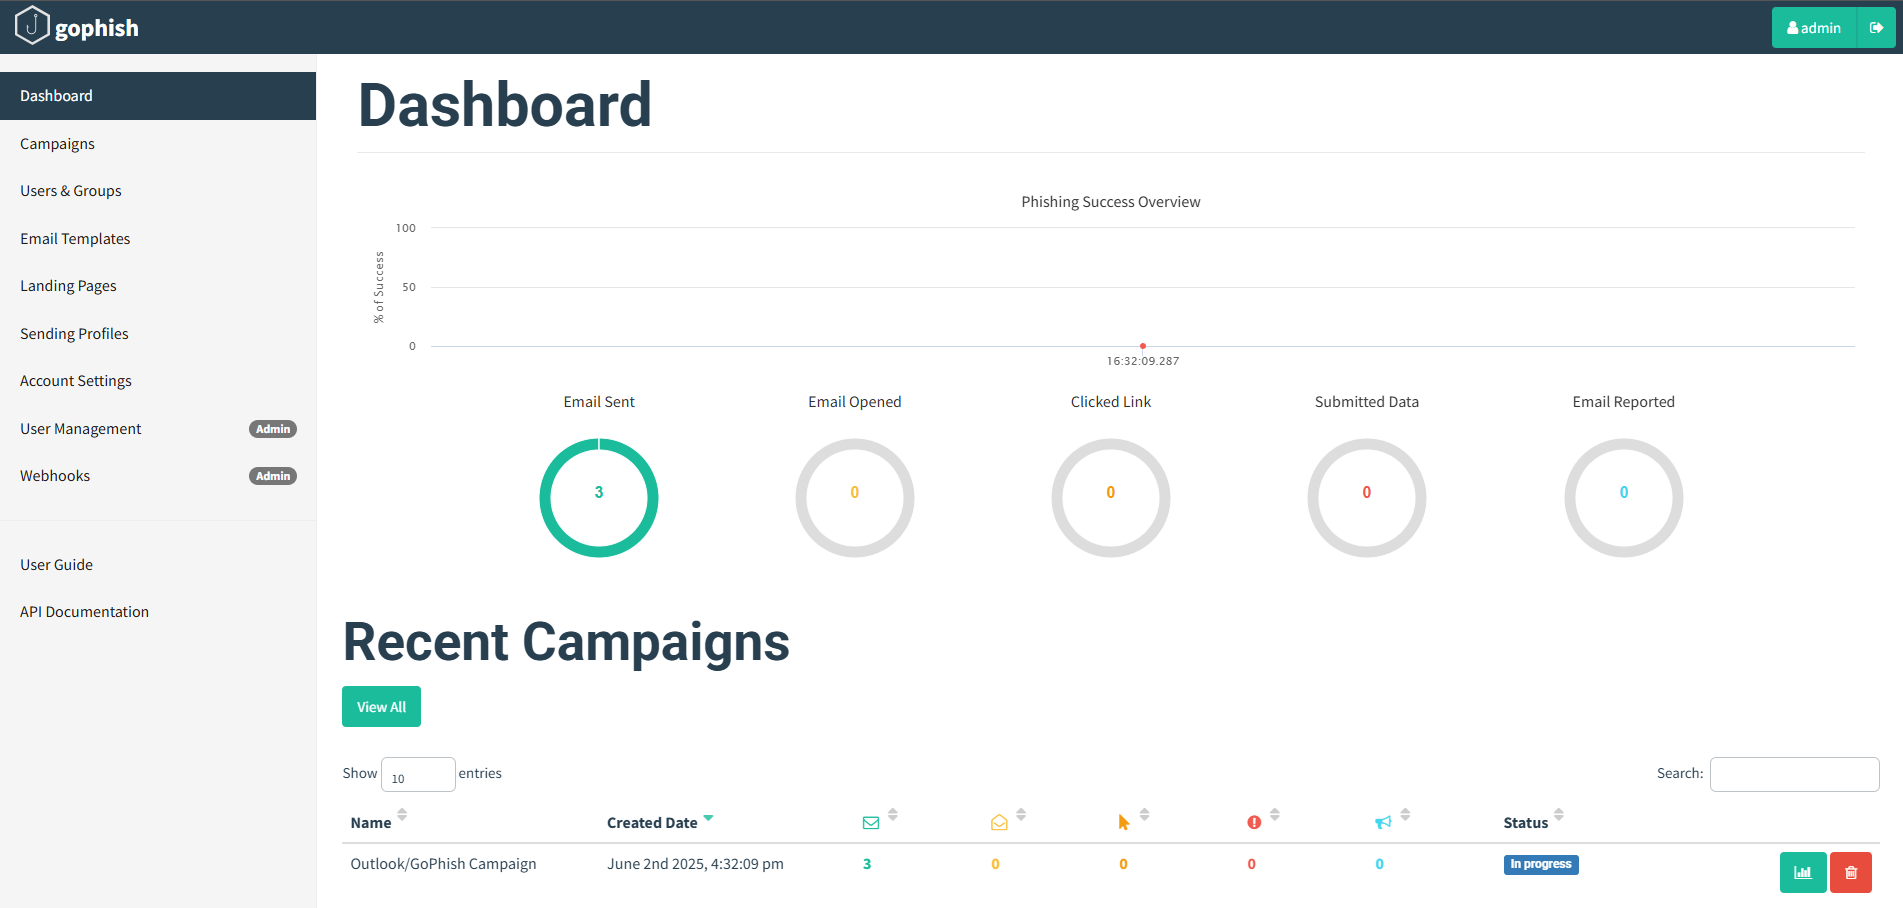 gophish
admin
Dashboard
Campaigns
Users & Groups
Email Templates
Landing Pages
Sending Profiles
Account Settings
User Management Admin
Webhooks Admin
User Guide
API Documentation
Dashboard
Phishing Success Overview
% of Success
100
50
0
16:32:09.287
Email Sent Email Opened Clicked Link Submitted Data Email Reported
3 0 0 0 0
Recent Campaigns
View All
Show 10 entries Search:
Name Created Date Status
Outlook/GoPhish Campaign June 2nd 2025, 4:32:09 pm 3 0 0 0 0 In progress